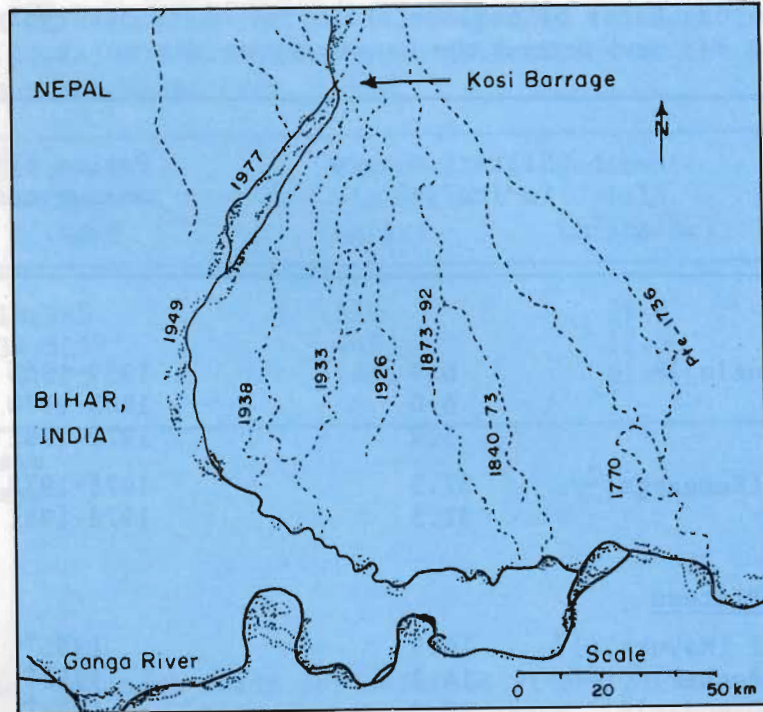 NEPAL
Kosi Barrage
N
1977
1949
Pre 1736
1873-92
1933
1926
1938
BIHAR,
INDIA
1840-73
1770
Ganga River
Scale
0 20 50 km